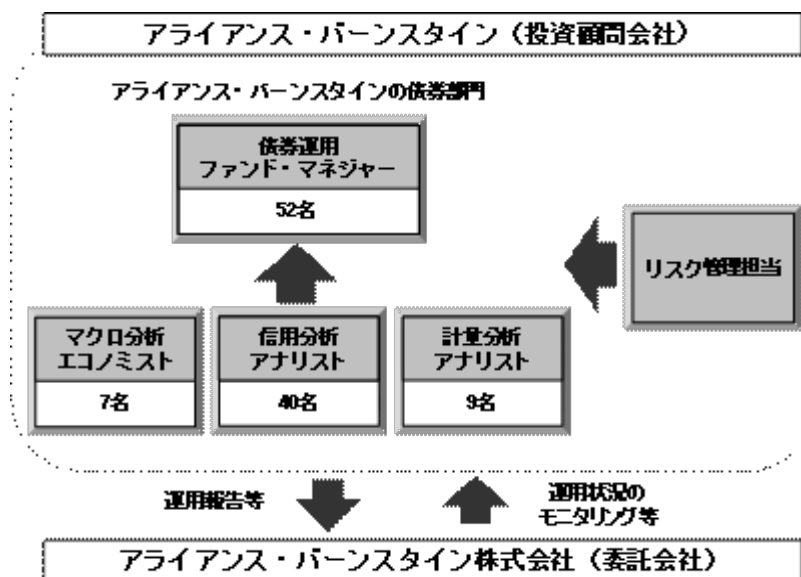 アライアンス・バーンスタイン（投資顧問会社）
アライアンス・バーンスタインの債券部門
債券運用
ファンド・マネジャー
52名
リスク管理担当
マクロ分析
エコノミスト
7名
信用分析
アナリスト
40名
計量分析
アナリスト
9名
運用報告等
運用状況の
モニタリング等
アライアンス・バーンスタイン株式会社（委託会社）